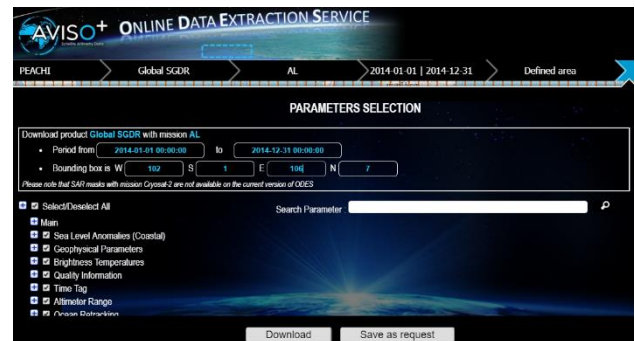 AVISO+ ONLINE DATA EXTRACTION SERVICE
PEACHI Global SGDR AL 2014-01-01 | 2014-12-31 Defined area
PARAMETERS SELECTION
Download product Global SGDR with mission AL
• Period from 2014-01-01 00:00:00 to 2014-12-31 00:00:00
• Bounding box is W 102 S 1 E 106 N 7
Please note that SAR masks with mission Cryosat-2 are not available on the current version of ODES
Select/Deselect All Search Parameter :
Main
Sea Level Anomalies (Coastal)
Geophysical Parameters
Brightness Temperatures
Quality Information
Time Tag
Altimeter Range
Ocean Retracking
Download Save as request